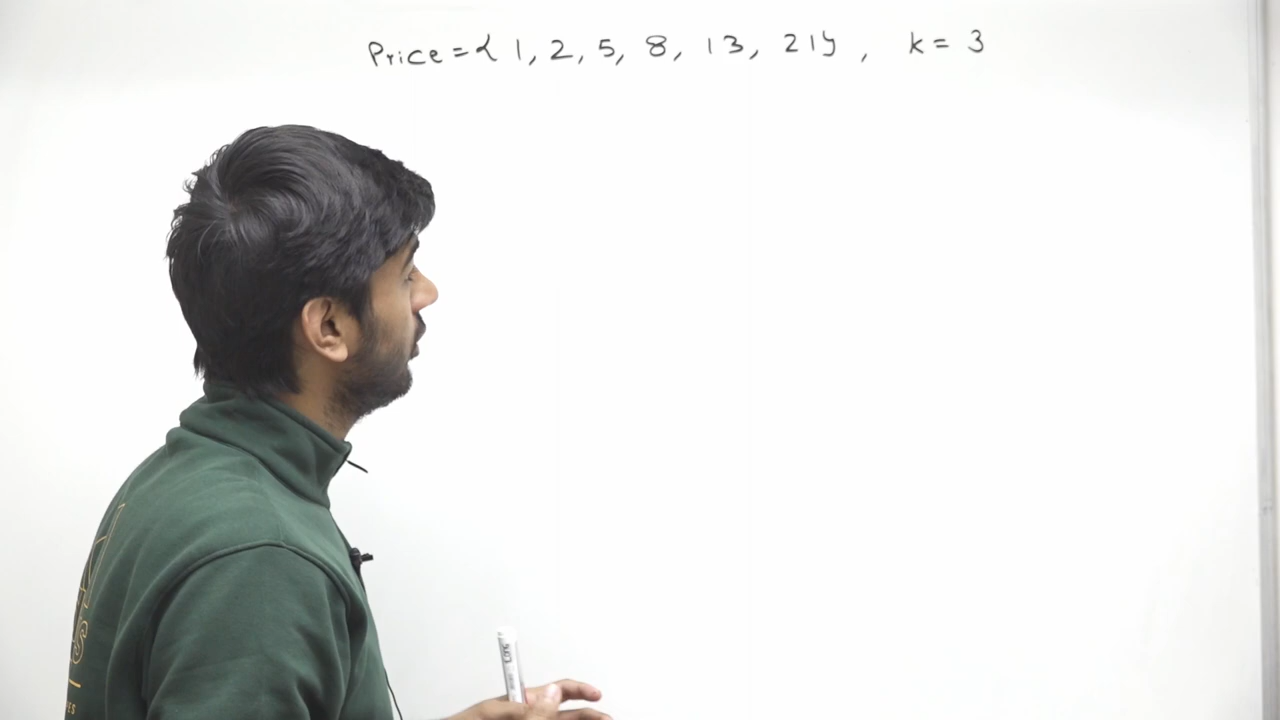 Price = { 1, 2, 5, 8, 13, 21 } , k = 3